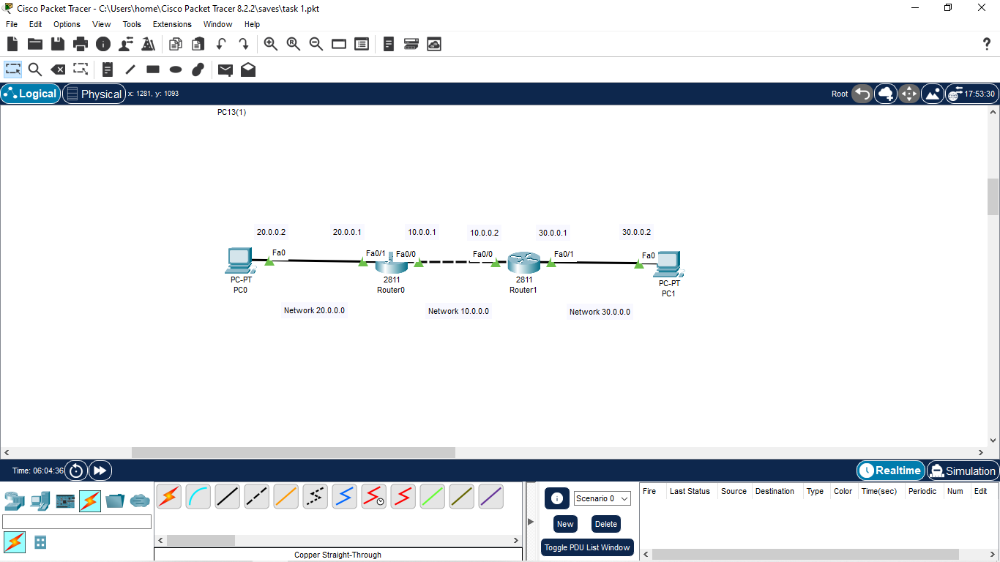 Cisco Packet Tracer - C:\Users\home\Cisco Packet Tracer 8.2.2\saves\task 1.pkt
File Edit Options View Tools Extensions Window Help
Logical Physical x: 1281, y: 1093 Root 17:53:30
PC13(1)
20.0.0.2 20.0.0.1 10.0.0.1 10.0.0.2 30.0.0.1 30.0.0.2
Fa0 Fa0/1 Fa0/0 Fa0/0 Fa0/1 Fa0
PC-PT 2811 2811 PC-PT
PC0 Router0 Router1 PC1
Network 20.0.0.0 Network 10.0.0.0 Network 30.0.0.0
Time: 06:04:36 Realtime Simulation
Scenario 0
New Delete
Toggle PDU List Window
Fire Last Status Source Destination Type Color Time(sec) Periodic Num Edit
Copper Straight-Through